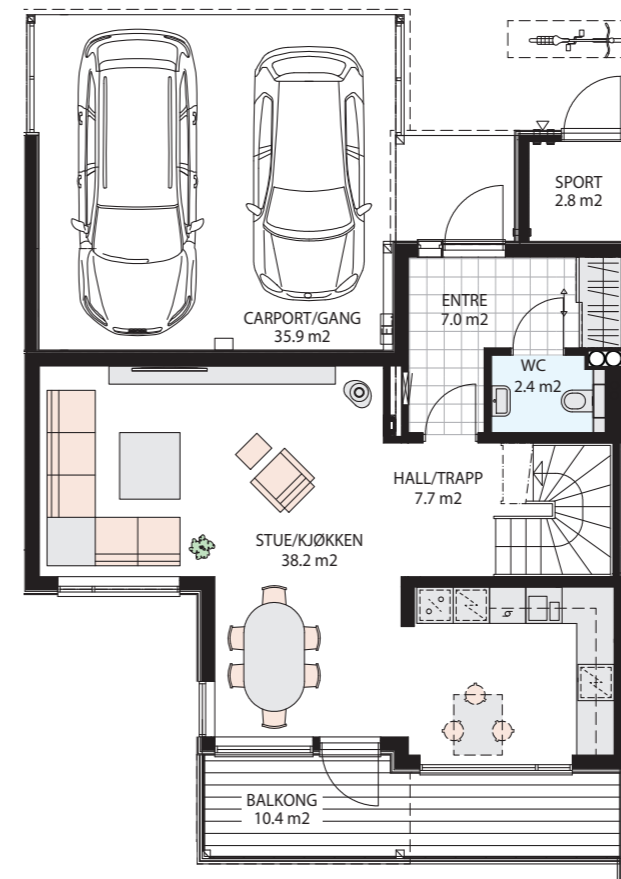 SPORT
2.8 m2
ENTRE
7.0 m2
CARPORT/GANG
35.9 m2
WC
2.4 m2
HALL/TRAPP
7.7 m2
STUE/KJØKKEN
38.2 m2
BALKONG
10.4 m2